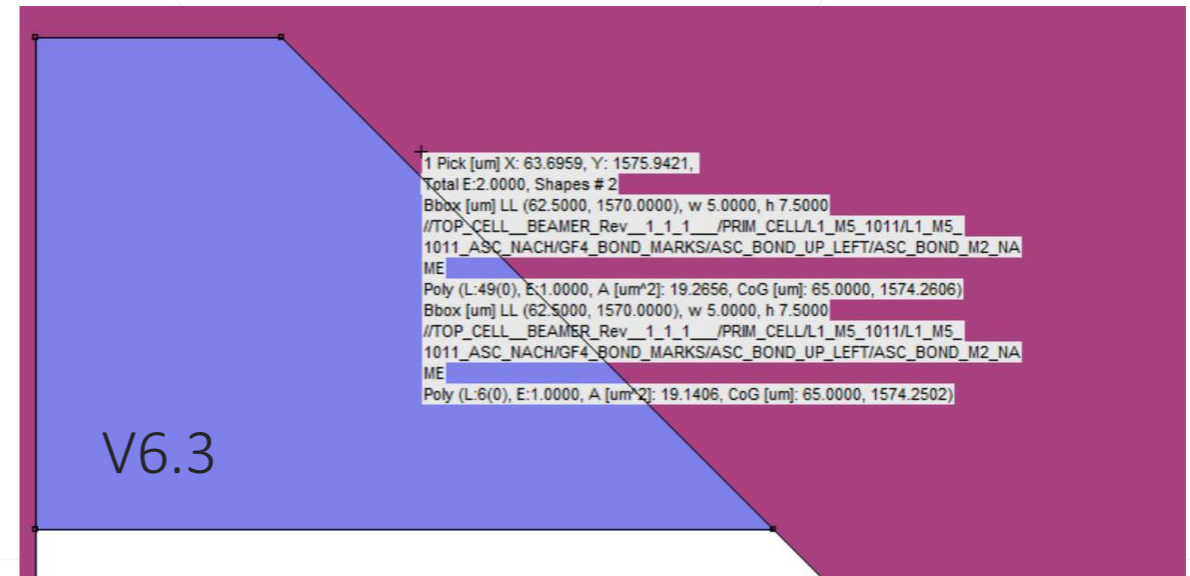 1 Pick [um] X: 63.6959, Y: 1575.9421,
Total E:2.0000, Shapes # 2
Bbox [um] LL (62.5000, 1570.0000), w 5.0000, h 7.5000
//TOP_CELL__BEAMER_Rev__1_1_1___/PRIM_CELL/L1_M5_1011/L1_M5_
1011_ASC_NACH/GF4_BOND_MARKS/ASC_BOND_UP_LEFT/ASC_BOND_M2_NA
ME
Poly (L:49(0), E:1.0000, A [um^2]: 19.2656, CoG [um]: 65.0000, 1574.2606)
Bbox [um] LL (62.5000, 1570.0000), w 5.0000, h 7.5000
//TOP_CELL__BEAMER_Rev__1_1_1___/PRIM_CELL/L1_M5_1011/L1_M5_
1011_ASC_NACH/GF4_BOND_MARKS/ASC_BOND_UP_LEFT/ASC_BOND_M2_NA
ME
Poly (L:6(0), E:1.0000, A [um^2]: 19.1406, CoG [um]: 65.0000, 1574.2502)
V6.3